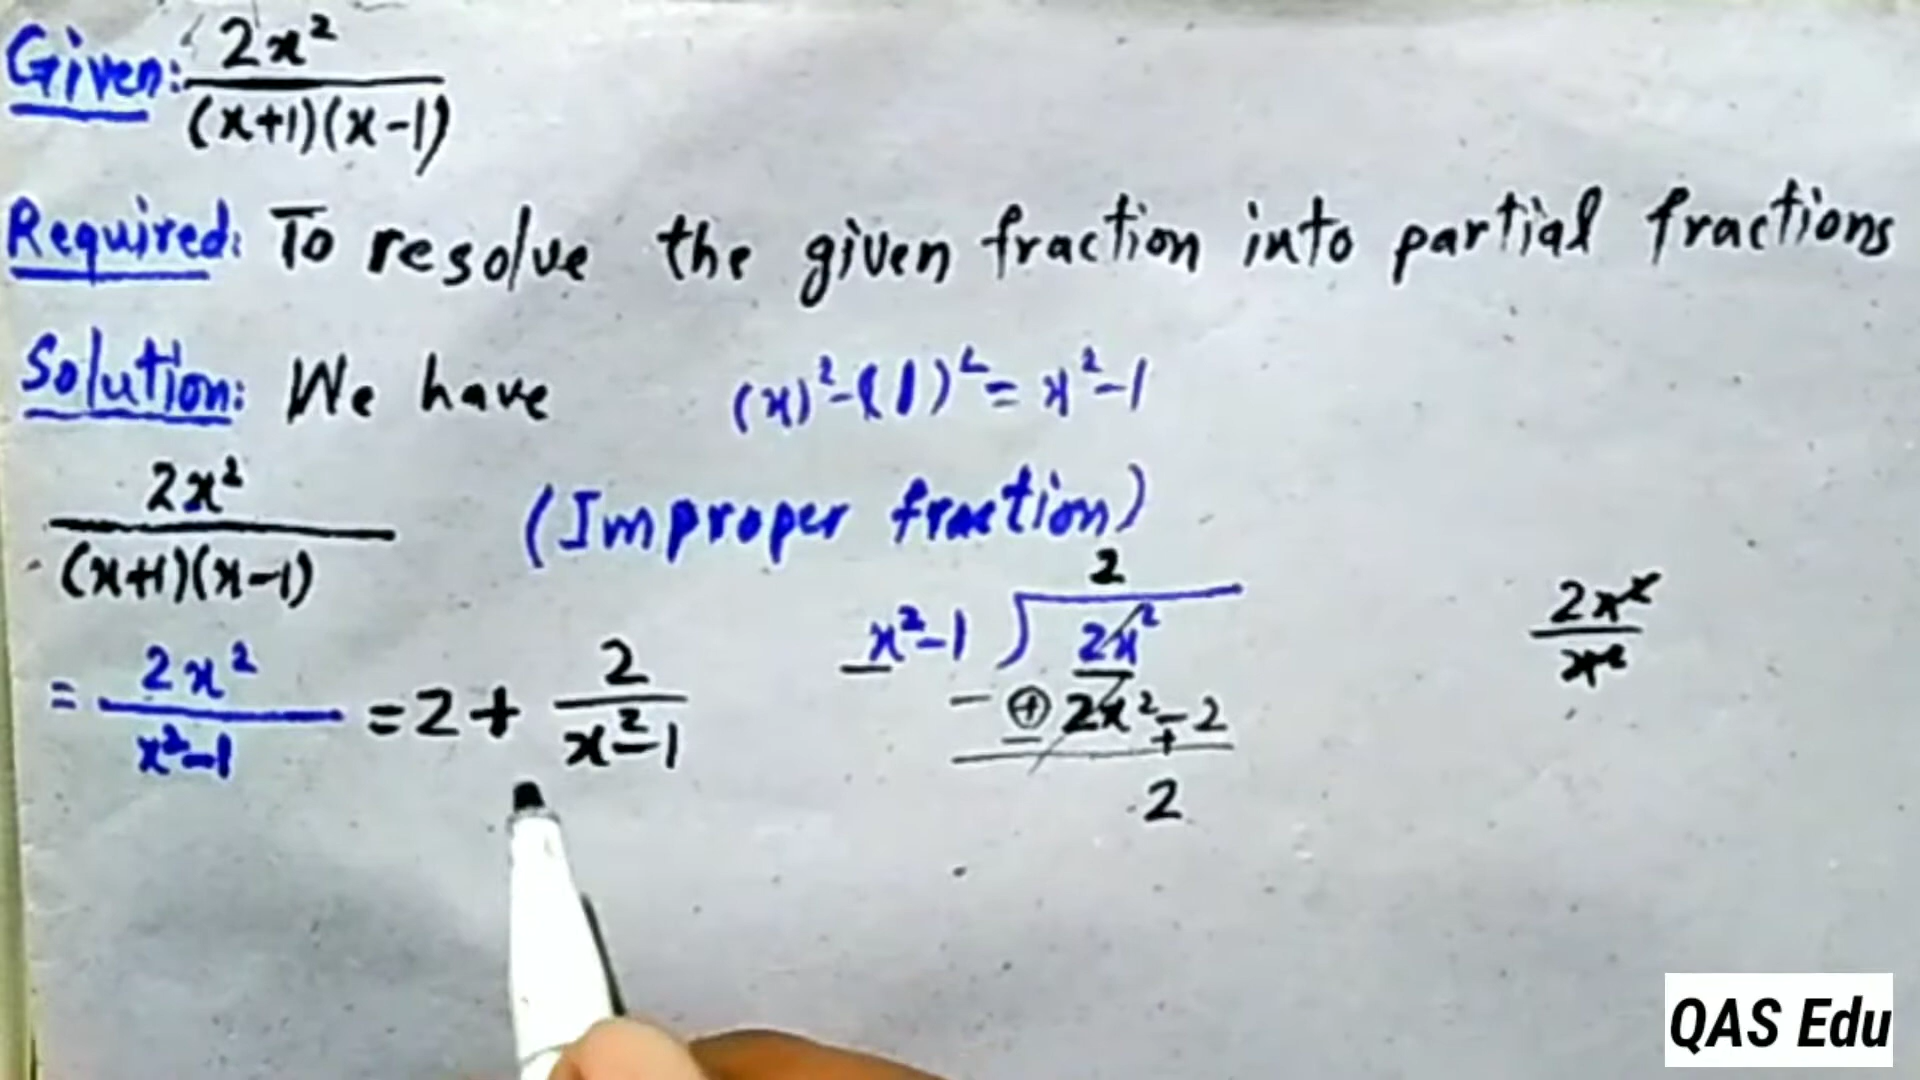 Given: 2x²
(x+1)(x-1)
Required: To resolve the given fraction into partial fractions
Solution: We have (x)²-(1)²=x²-1
2x² (Improper fraction)
(x+1)(x-1)
2
x²-1 ) 2x²
= 2x²/x²-1 = 2 + 2/x²-1
- ⊕ 2x² - 2
+
2
2x²
x²
QAS Edu